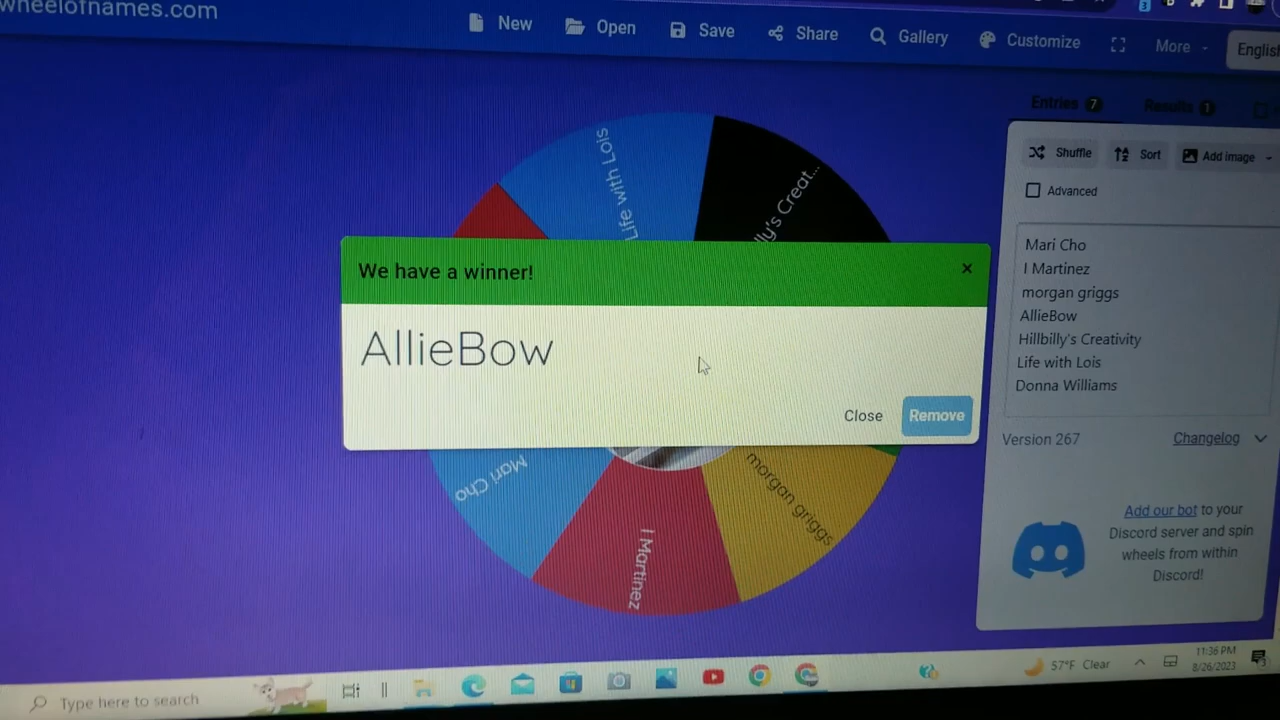 wheelofnames.com
New
Open
Save
Share
Gallery
Customize
More
English
Entries 7
Results 1
Shuffle
Sort
Add image
Advanced
Mari Cho
I Martinez
morgan griggs
AllieBow
Hillbilly's Creativity
Life with Lois
Donna Williams
Version 267
Changelog
Add our bot to your
Discord server and spin
wheels from within
Discord!
Life with Lois
lly's Creat...
We have a winner!
AllieBow
Close
Remove
Mari Cho
I Martinez
morgan griggs
Type here to search
57°F Clear
11:36 PM
8/26/2023